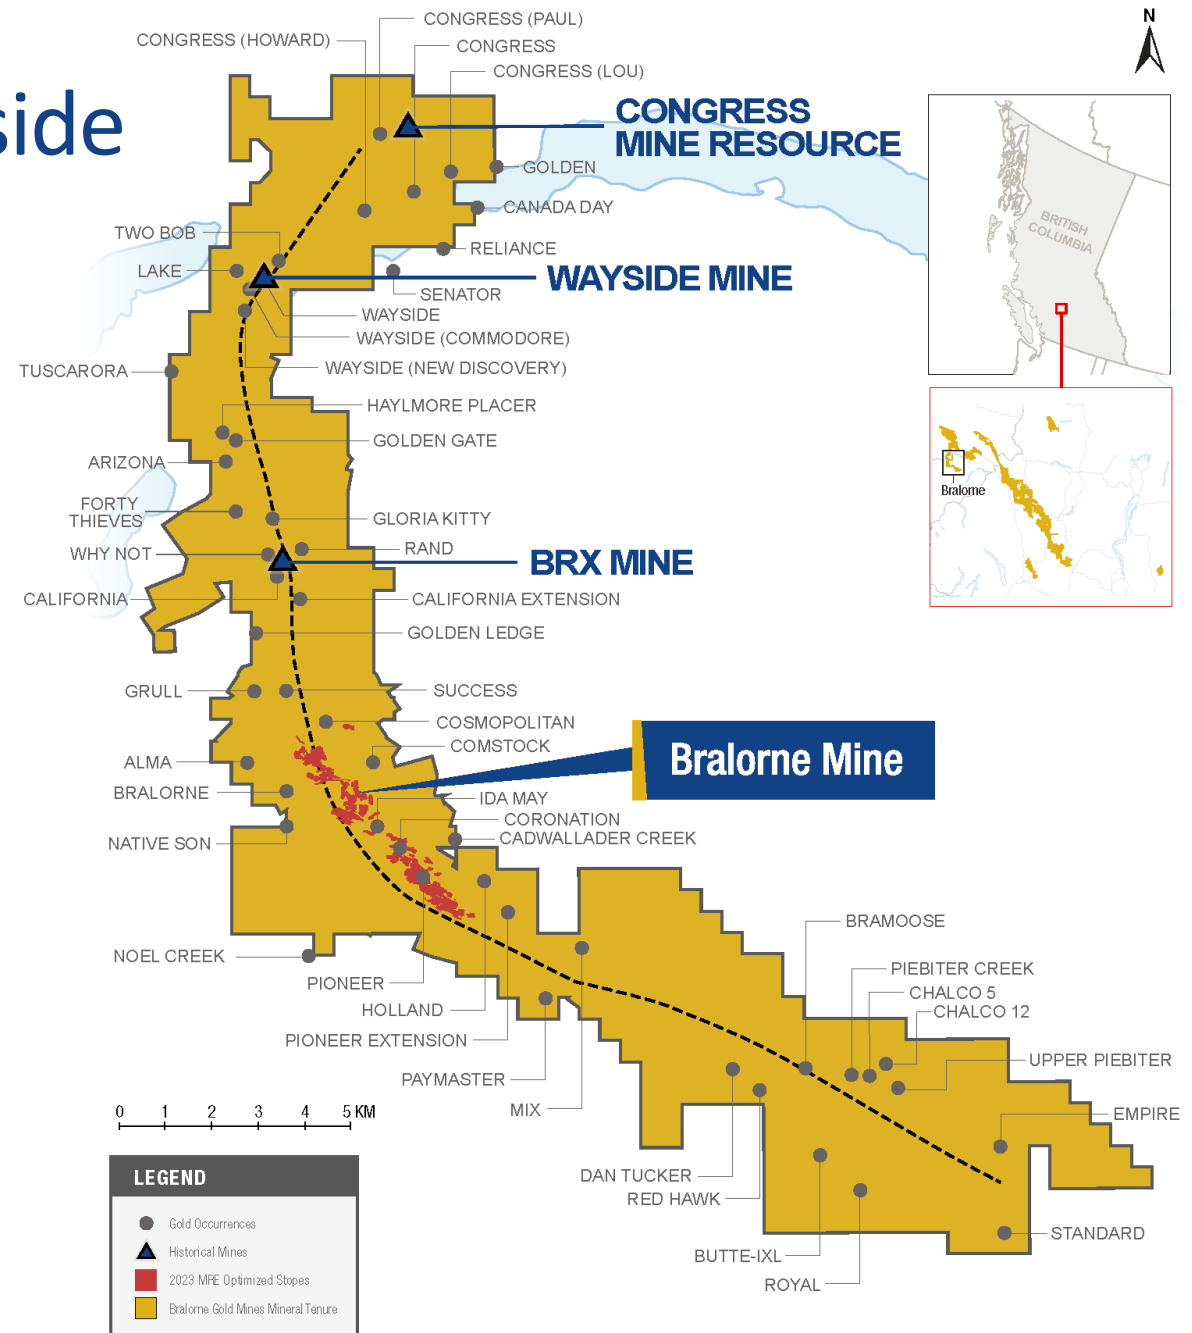 side
N
CONGRESS (PAUL)
CONGRESS (HOWARD)
CONGRESS
CONGRESS (LOU)
CONGRESS
MINE RESOURCE
GOLDEN
CANADA DAY
TWO BOB
RELIANCE
LAKE
WAYSIDE MINE
SENATOR
WAYSIDE
WAYSIDE (COMMODORE)
TUSCARORA
WAYSIDE (NEW DISCOVERY)
HAYLMORE PLACER
GOLDEN GATE
ARIZONA
FORTY
THIEVES
GLORIA KITTY
WHY NOT
RAND
BRX MINE
CALIFORNIA
CALIFORNIA EXTENSION
GOLDEN LEDGE
GRULL
SUCCESS
COSMOPOLITAN
COMSTOCK
ALMA
Bralorne Mine
BRALORNE
IDA MAY
CORONATION
CADWALLADER CREEK
NATIVE SON
BRAMOOSE
NOEL CREEK
PIEBITER CREEK
PIONEER
CHALCO 5
HOLLAND
CHALCO 12
PIONEER EXTENSION
UPPER PIEBITER
PAYMASTER
MIX
EMPIRE
DAN TUCKER
RED HAWK
STANDARD
BUTTE-IXL
ROYAL
BRITISH
COLUMBIA
Bralorne
0 1 2 3 4 5 KM
LEGEND
Gold Occurrences
Historical Mines
2023 MRE Optimized Stopes
Bralorne Gold Mines Mineral Tenure